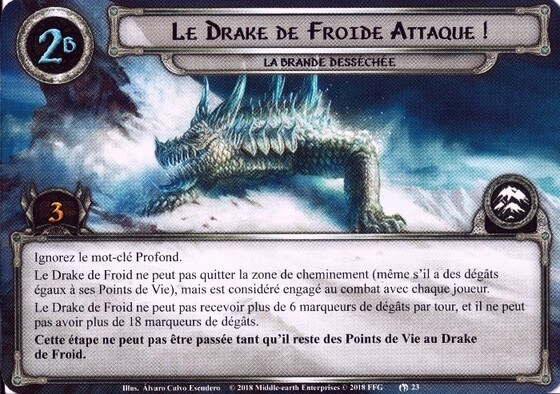 2B
LE DRAKE DE FROIDE ATTAQUE !
LA BRANDE DESSÉCHÉE
3
Ignorez le mot-clé Profond.
Le Drake de Froid ne peut pas quitter la zone de cheminement (même s'il a des dégâts
égaux à ses Points de Vie), mais est considéré engagé au combat avec chaque joueur.
Le Drake de Froid ne peut pas recevoir plus de 6 marqueurs de dégâts par tour, et il ne peut
pas avoir plus de 18 marqueurs de dégâts.
Cette étape ne peut pas être passée tant qu'il reste des Points de Vie au Drake
de Froid.
Illus. Álvaro Calvo Escudero © 2018 Middle-earth Enterprises © 2018 FFG 23